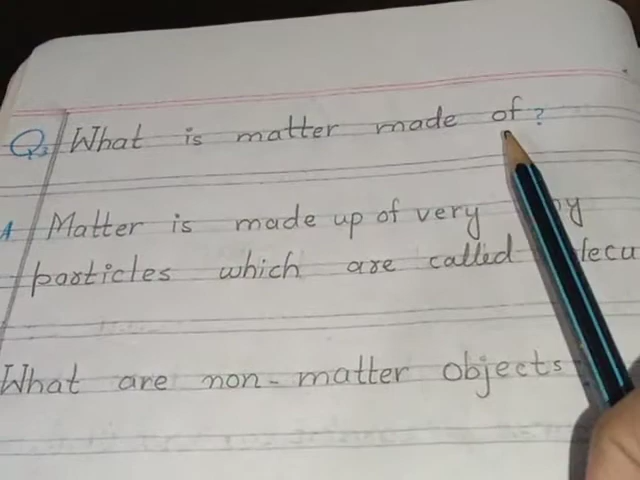 Q. What is matter made of?
A Matter is made up of very
particles which are called
What are non-matter objects